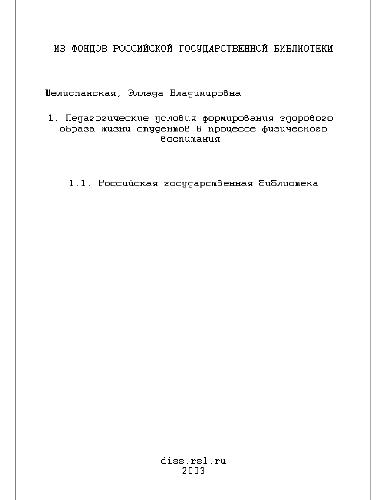 ИЗ ФОНДОВ РОССИЙСКОЙ ГОСУДАРСТВЕННОЙ БИБЛИОТЕКИ
Шелиспанская, Эллада Владимировна
1. Педагогические условия формирования здорового
образа жизни студентов в процессе физического
воспитания
1.1. Российская государственная библиотека
diss.rsl.ru
2003